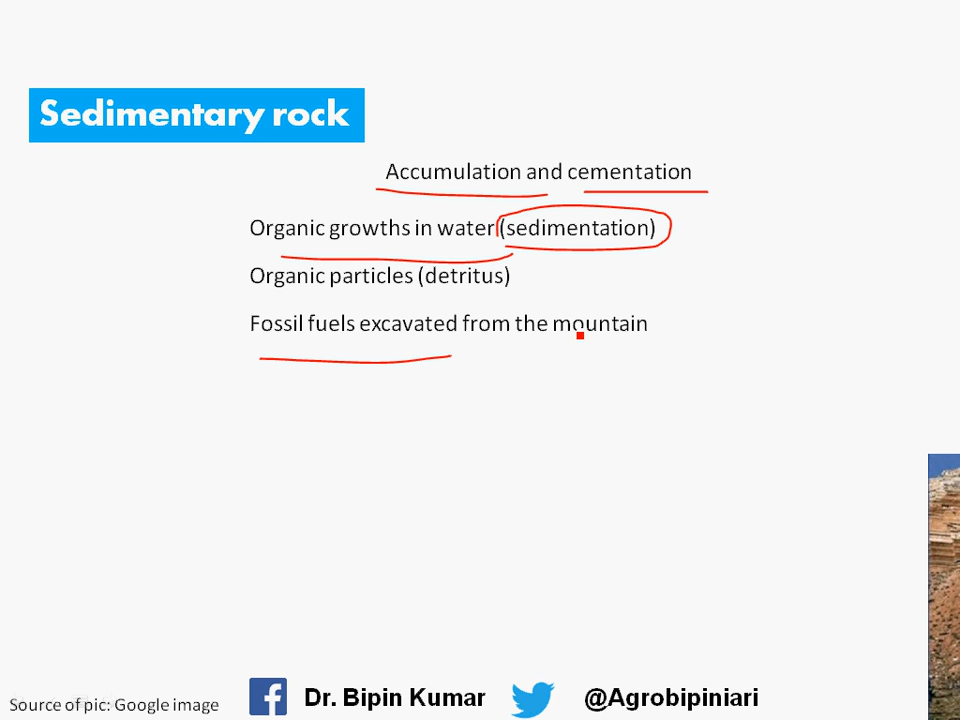 Sedimentary rock
Accumulation and cementation
Organic growths in water (sedimentation)
Organic particles (detritus)
Fossil fuels excavated from the mountain
Source of pic: Google image
Dr. Bipin Kumar
@Agrobipiniari